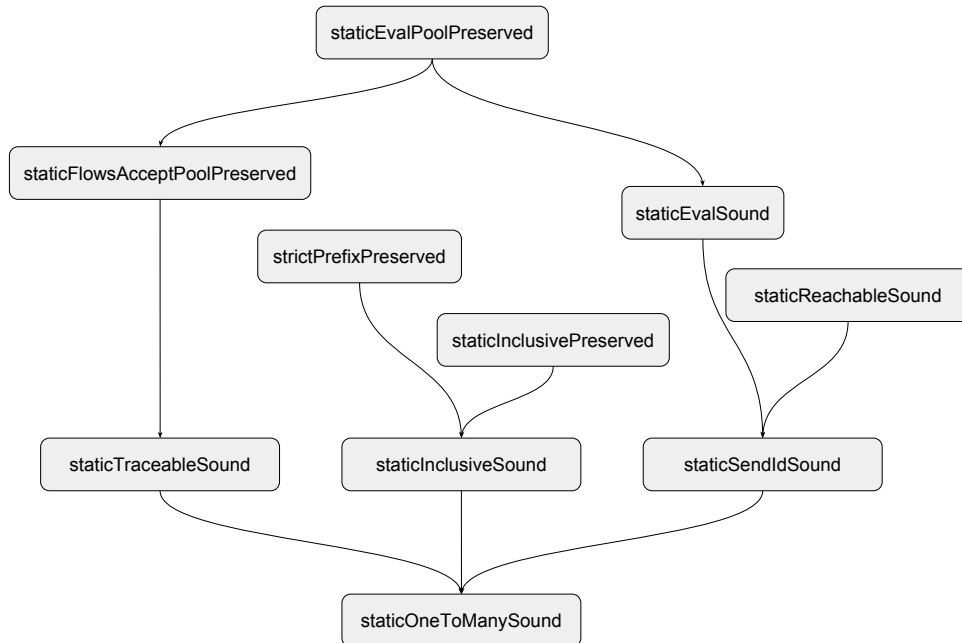 staticEvalPoolPreserved
staticFlowsAcceptPoolPreserved
staticEvalSound
strictPrefixPreserved
staticReachableSound
staticInclusivePreserved
staticTraceableSound
staticInclusiveSound
staticSendIdSound
staticOneToManySound